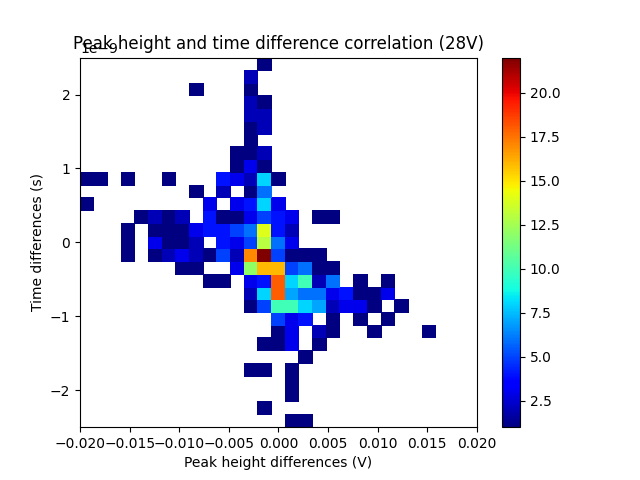 Peak height and time difference correlation (28V)
1e−9
2
1
0
−1
−2
Time differences (s)
−0.020 −0.015 −0.010 −0.005 0.000 0.005 0.010 0.015 0.020
Peak height differences (V)
20.0
17.5
15.0
12.5
10.0
7.5
5.0
2.5